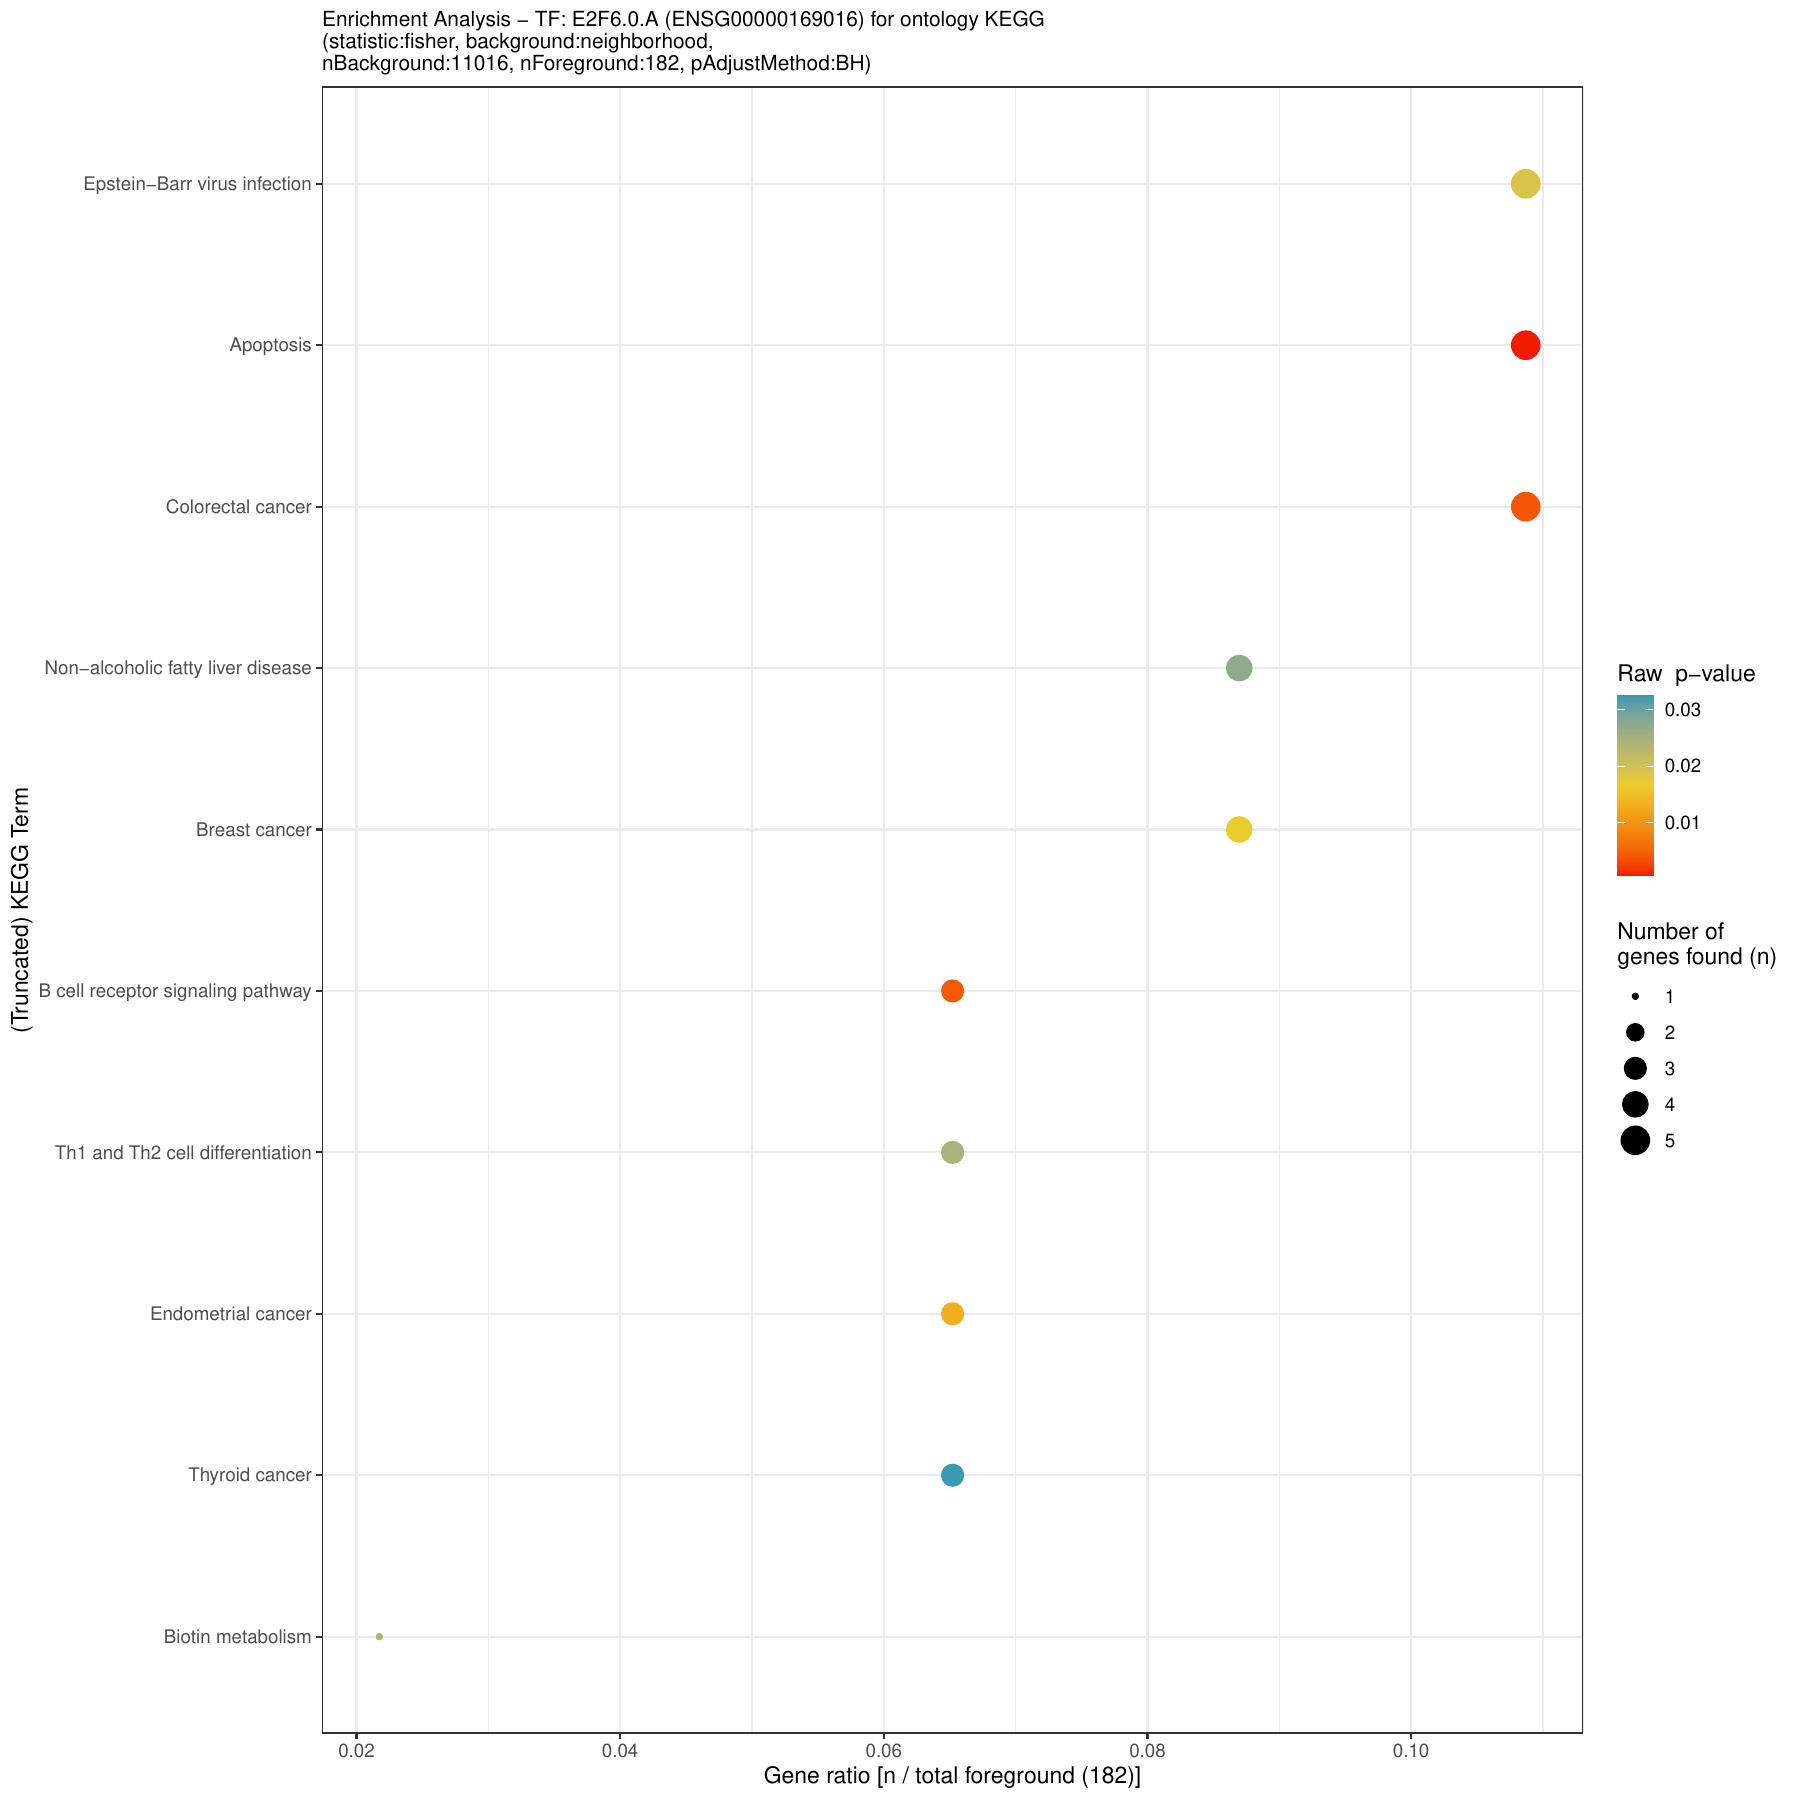 Enrichment Analysis − TF: E2F6.0.A (ENSG00000169016) for ontology KEGG
(statistic:fisher, background:neighborhood,
nBackground:11016, nForeground:182, pAdjustMethod:BH)
(Truncated) KEGG Term
Epstein−Barr virus infection
Apoptosis
Colorectal cancer
Non−alcoholic fatty liver disease
Breast cancer
B cell receptor signaling pathway
Th1 and Th2 cell differentiation
Endometrial cancer
Thyroid cancer
Biotin metabolism
0.02
0.04
0.06
0.08
0.10
Gene ratio [n / total foreground (182)]
Raw  p−value
0.03
0.02
0.01
Number of
genes found (n)
1
2
3
4
5